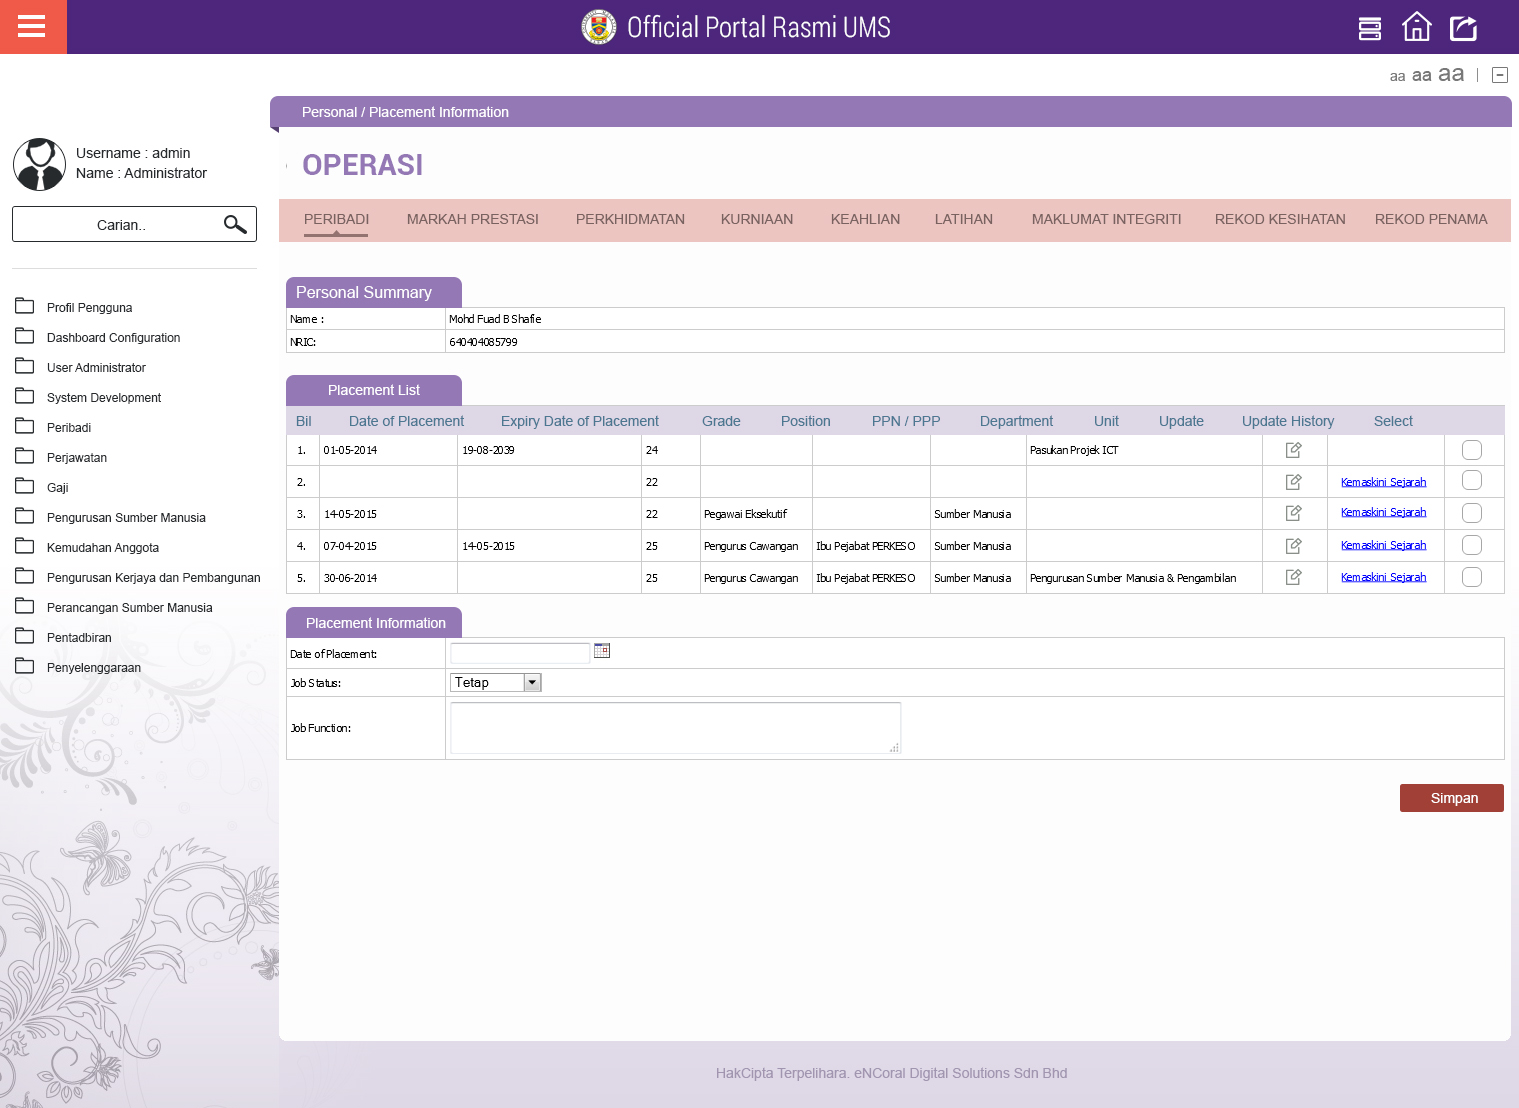 Official Portal Rasmi UMS
aa aa aa
Personal / Placement Information
Username : admin
Name : Administrator
Carian..
OPERASI
PERIBADI MARKAH PRESTASI PERKHIDMATAN KURNIAAN KEAHLIAN LATIHAN MAKLUMAT INTEGRITI REKOD KESIHATAN REKOD PENAMA
Profil Pengguna
Dashboard Configuration
User Administrator
System Development
Peribadi
Perjawatan
Gaji
Pengurusan Sumber Manusia
Kemudahan Anggota
Pengurusan Kerjaya dan Pembangunan
Perancangan Sumber Manusia
Pentadbiran
Penyelenggaraan
Personal Summary
Name : Mohd Fuad B Shafie
NRIC: 640404085799
Placement List
Bil Date of Placement Expiry Date of Placement Grade Position PPN / PPP Department Unit Update Update History Select
1. 01-05-2014 19-08-2039 24 Pasukan Projek ICT
2. 22 Kemaskini Sejarah
3. 14-05-2015 22 Pegawai Eksekutif Sumber Manusia Kemaskini Sejarah
4. 07-04-2015 14-05-2015 25 Pengurus Cawangan Ibu Pejabat PERKESO Sumber Manusia Kemaskini Sejarah
5. 30-06-2014 25 Pengurus Cawangan Ibu Pejabat PERKESO Sumber Manusia Pengurusan Sumber Manusia & Pengambilan Kemaskini Sejarah
Placement Information
Date of Placement:
Job Status: Tetap
Job Function:
Simpan
HakCipta Terpelihara. eNCoral Digital Solutions Sdn Bhd